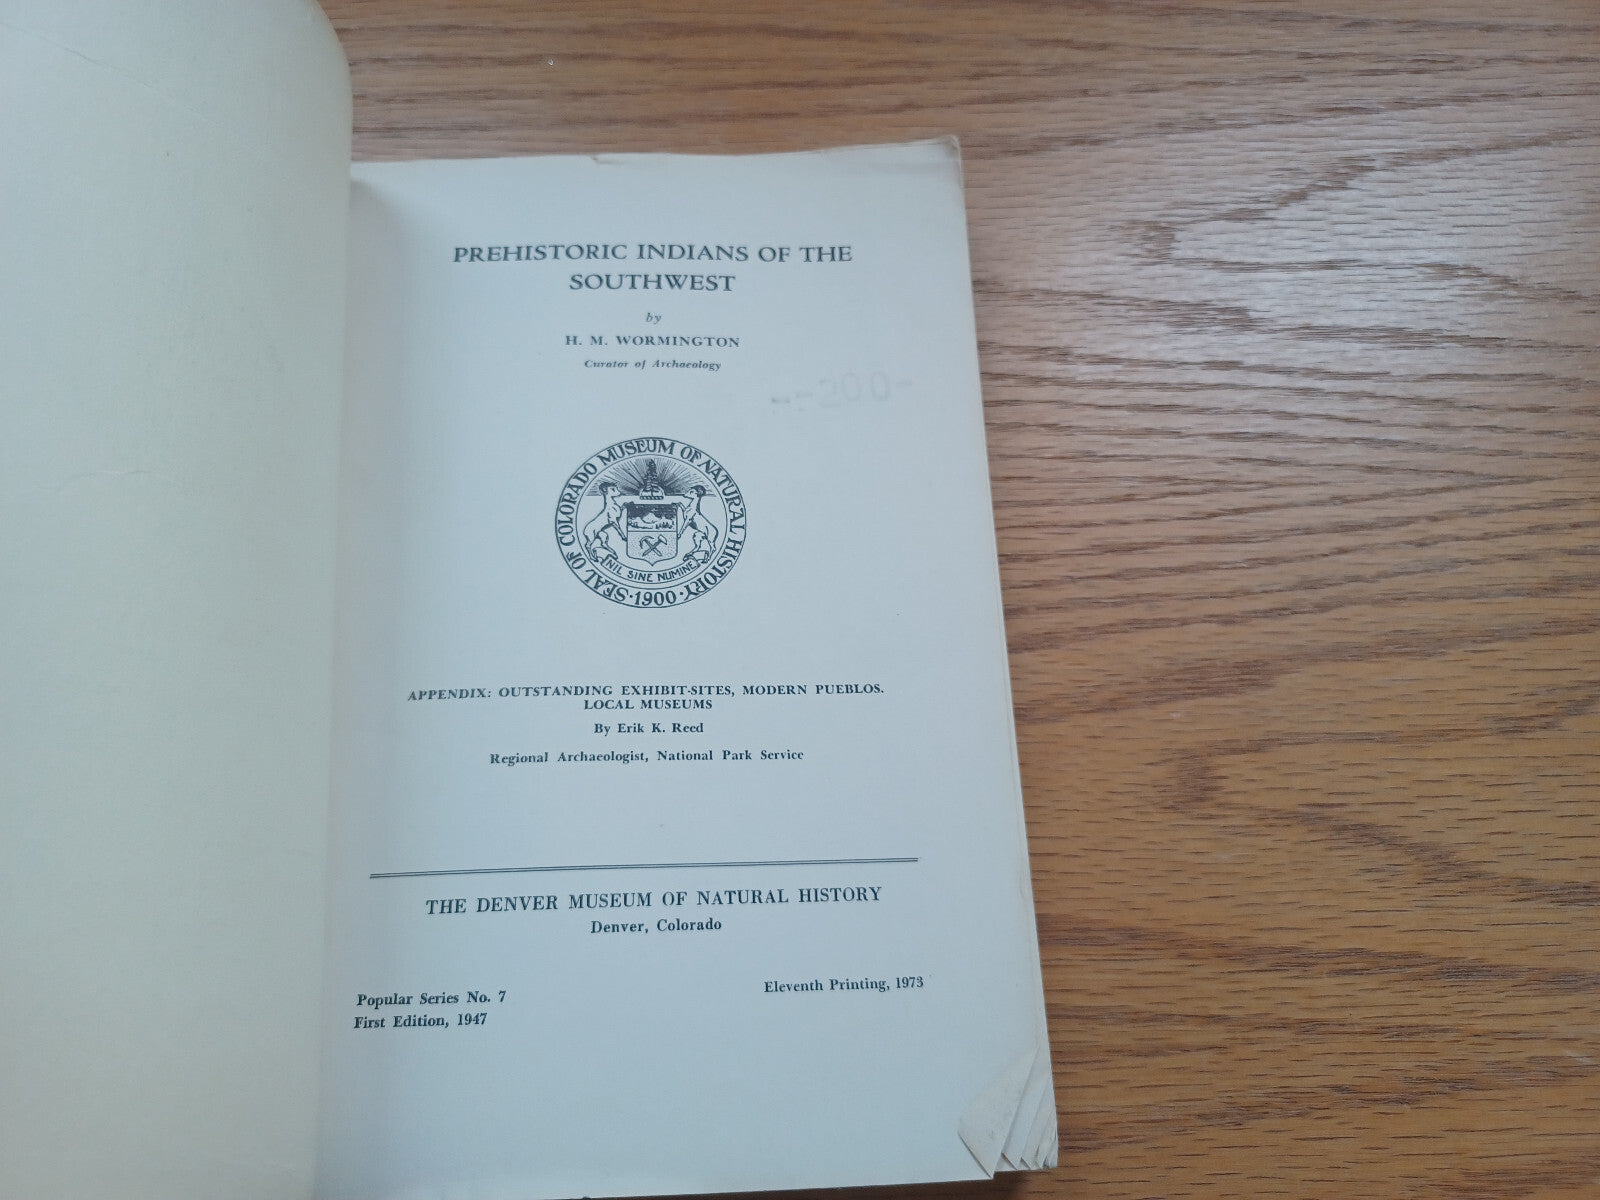 PREHISTORIC INDIANS OF THE
SOUTHWEST
by
H. M. WORMINGTON
Curator of Archaeology
-200-
SEAL OF COLORADO MUSEUM OF NATURAL HISTORY
NIL SINE NUMINE
·1900·
APPENDIX: OUTSTANDING EXHIBIT-SITES, MODERN PUEBLOS.
LOCAL MUSEUMS
By Erik K. Reed
Regional Archaeologist, National Park Service
THE DENVER MUSEUM OF NATURAL HISTORY
Denver, Colorado
Popular Series No. 7
First Edition, 1947
Eleventh Printing, 1973